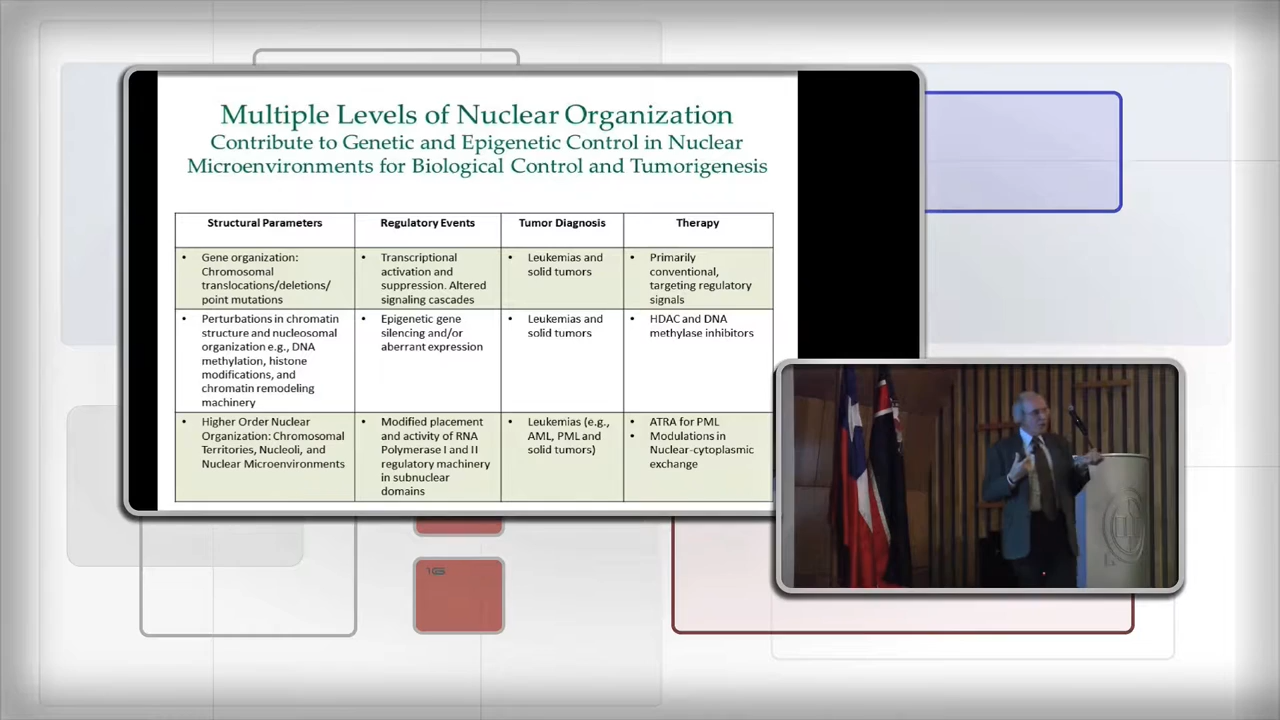 Multiple Levels of Nuclear Organization
Contribute to Genetic and Epigenetic Control in Nuclear
Microenvironments for Biological Control and Tumorigenesis
Structural Parameters
Regulatory Events
Tumor Diagnosis
Therapy
• Gene organization:
Chromosomal
translocations/deletions/
point mutations
• Transcriptional
activation and
suppression. Altered
signaling cascades
• Leukemias and
solid tumors
• Primarily
conventional,
targeting regulatory
signals
• Perturbations in chromatin
structure and nucleosomal
organization e.g., DNA
methylation, histone
modifications, and
chromatin remodeling
machinery
• Epigenetic gene
silencing and/or
aberrant expression
• Leukemias and
solid tumors
• HDAC and DNA
methylase inhibitors
• Higher Order Nuclear
Organization: Chromosomal
Territories, Nucleoli, and
Nuclear Microenvironments
• Modified placement
and activity of RNA
Polymerase I and II
regulatory machinery
in subnuclear
domains
• Leukemias (e.g.,
AML, PML and
solid tumors)
• ATRA for PML
• Modulations in
Nuclear-cytoplasmic
exchange
16